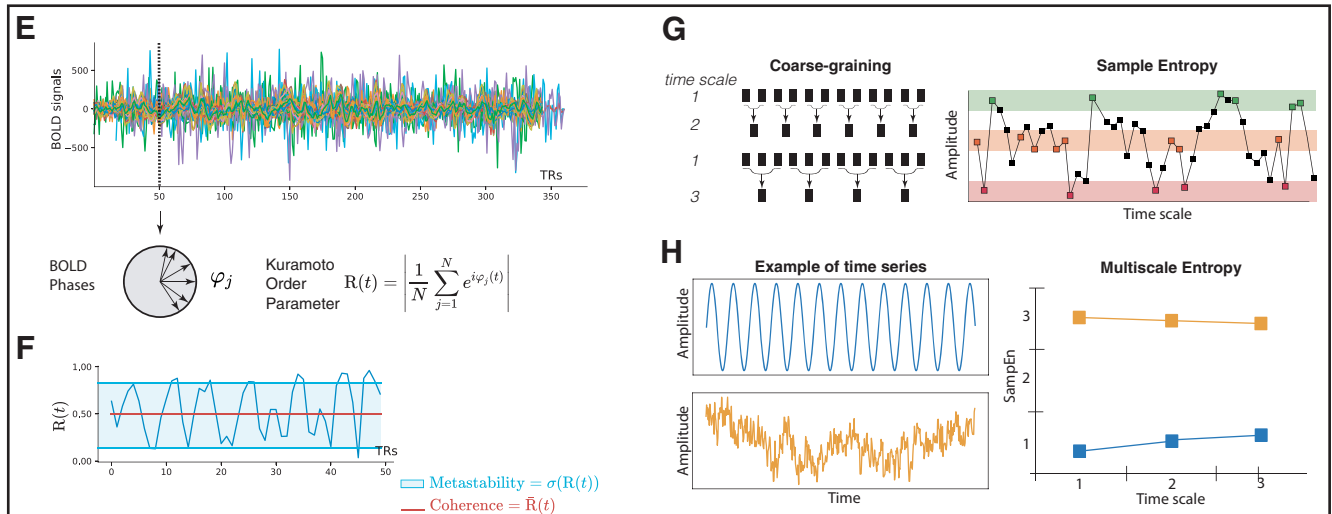 E
BOLD signals
500
0
−500
50
100
150
200
250
300
350
TRs
BOLD
Phases
φj
Kuramoto
Order
Parameter
R(t) = | 1/N ∑ j=1 N e^{iφj(t)} |
F
R(t)
1,00
0,50
0,00
0
10
20
30
40
50
TRs
Metastability = σ(R(t))
Coherence = R̄(t)
G
Coarse-graining
time scale
1
2
1
3
Sample Entropy
Amplitude
Time scale
H
Example of time series
Amplitude
Amplitude
Time
Multiscale Entropy
SampEn
3
2
1
1
2
3
Time scale